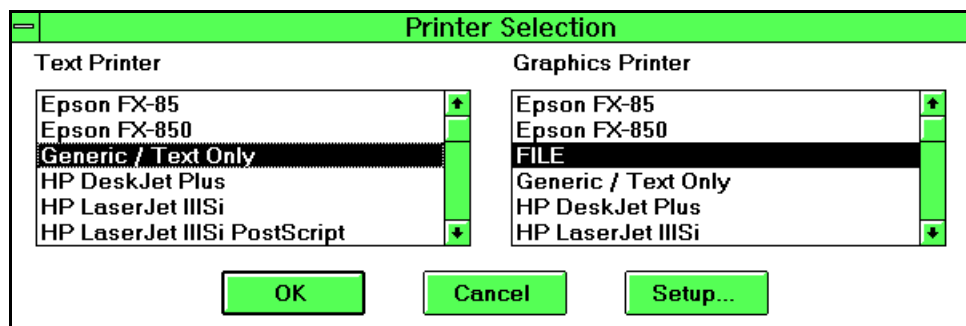 Printer Selection
Text Printer
Epson FX-85
Epson FX-850
Generic / Text Only
HP DeskJet Plus
HP LaserJet IIISi
HP LaserJet IIISi PostScript
Graphics Printer
Epson FX-85
Epson FX-850
FILE
Generic / Text Only
HP DeskJet Plus
HP LaserJet IIISi
OK
Cancel
Setup...